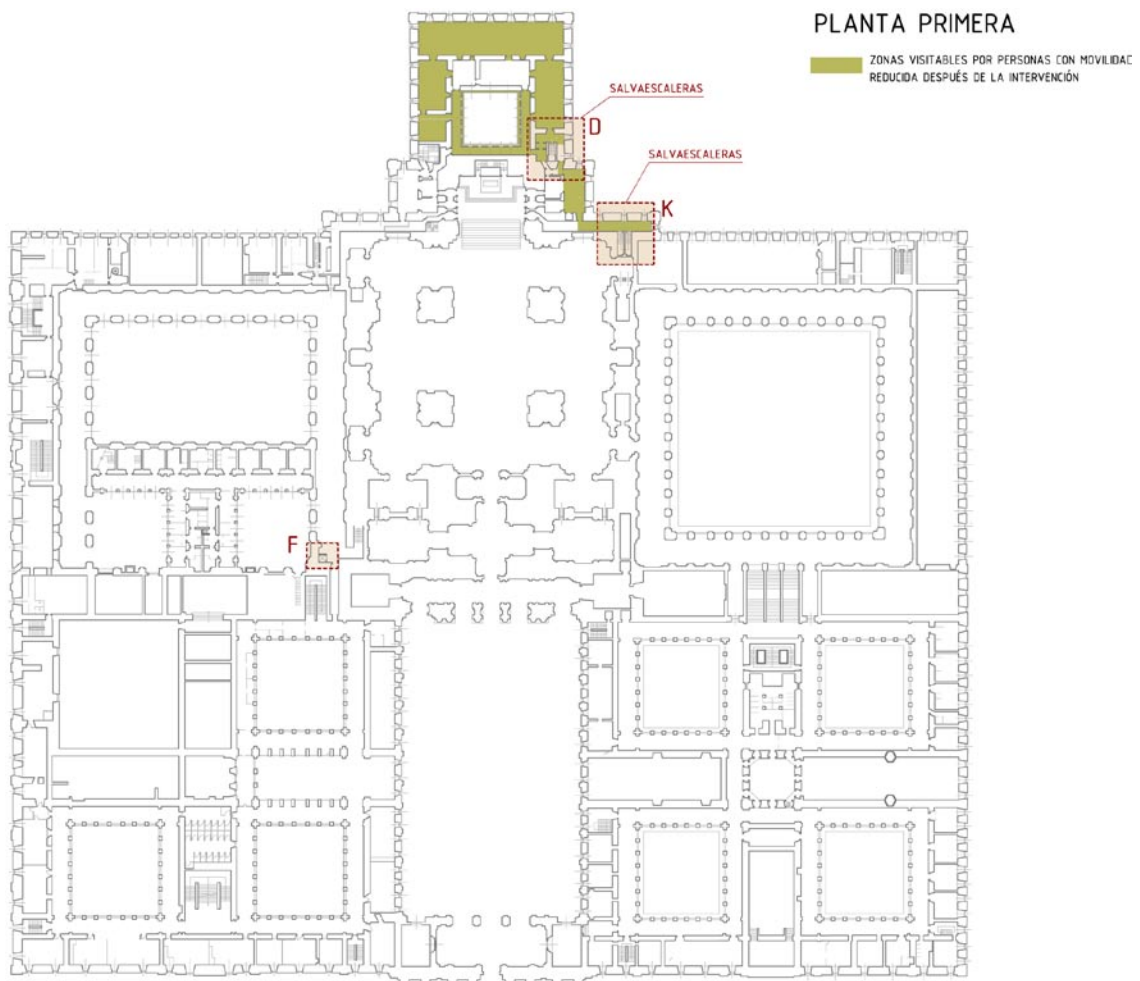 PLANTA PRIMERA
ZONAS VISITABLES POR PERSONAS CON MOVILIDAD
REDUCIDA DESPUÉS DE LA INTERVENCIÓN
SALVAESCALERAS
D
SALVAESCALERAS
K
F